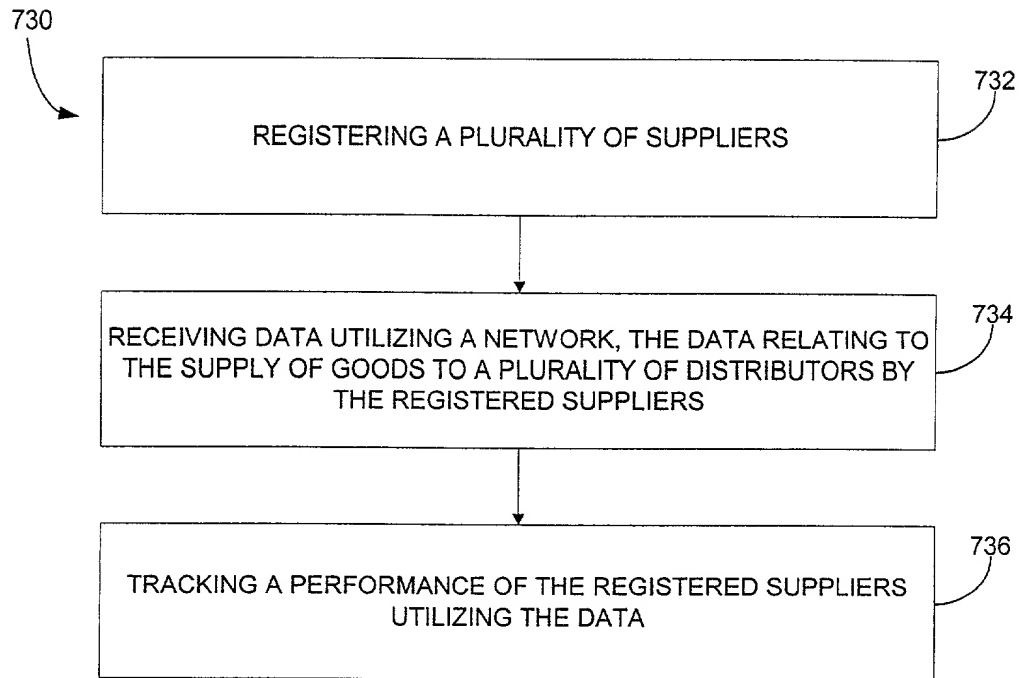 730
732
REGISTERING A PLURALITY OF SUPPLIERS
734
RECEIVING DATA UTILIZING A NETWORK, THE DATA RELATING TO
THE SUPPLY OF GOODS TO A PLURALITY OF DISTRIBUTORS BY
THE REGISTERED SUPPLIERS
736
TRACKING A PERFORMANCE OF THE REGISTERED SUPPLIERS
UTILIZING THE DATA